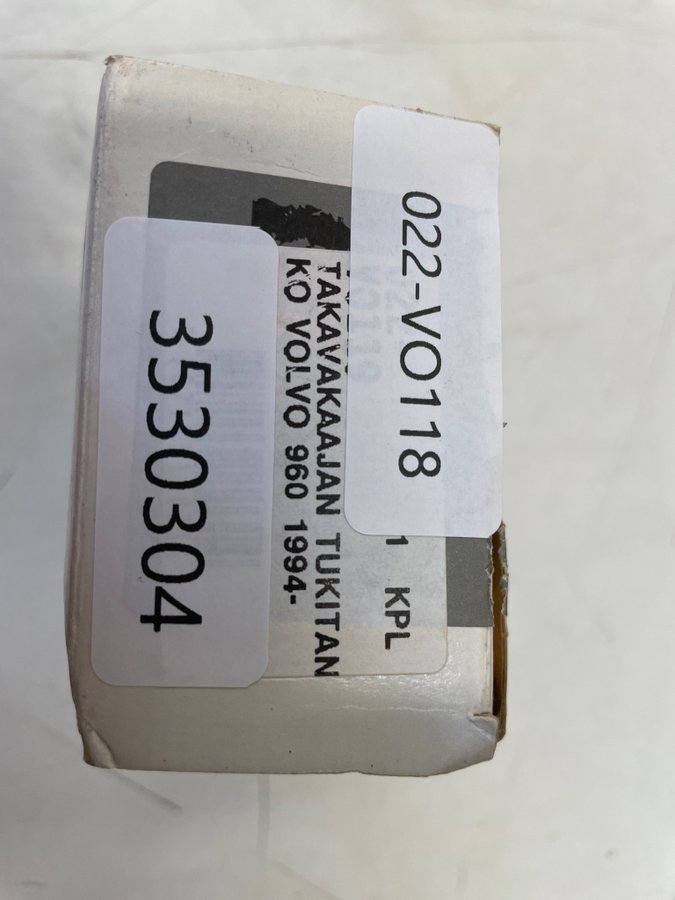 022-VO118
1 KPL
TAKAVAKAAJAN TUKITAN
KO VOLVO 960 1994-
3530304